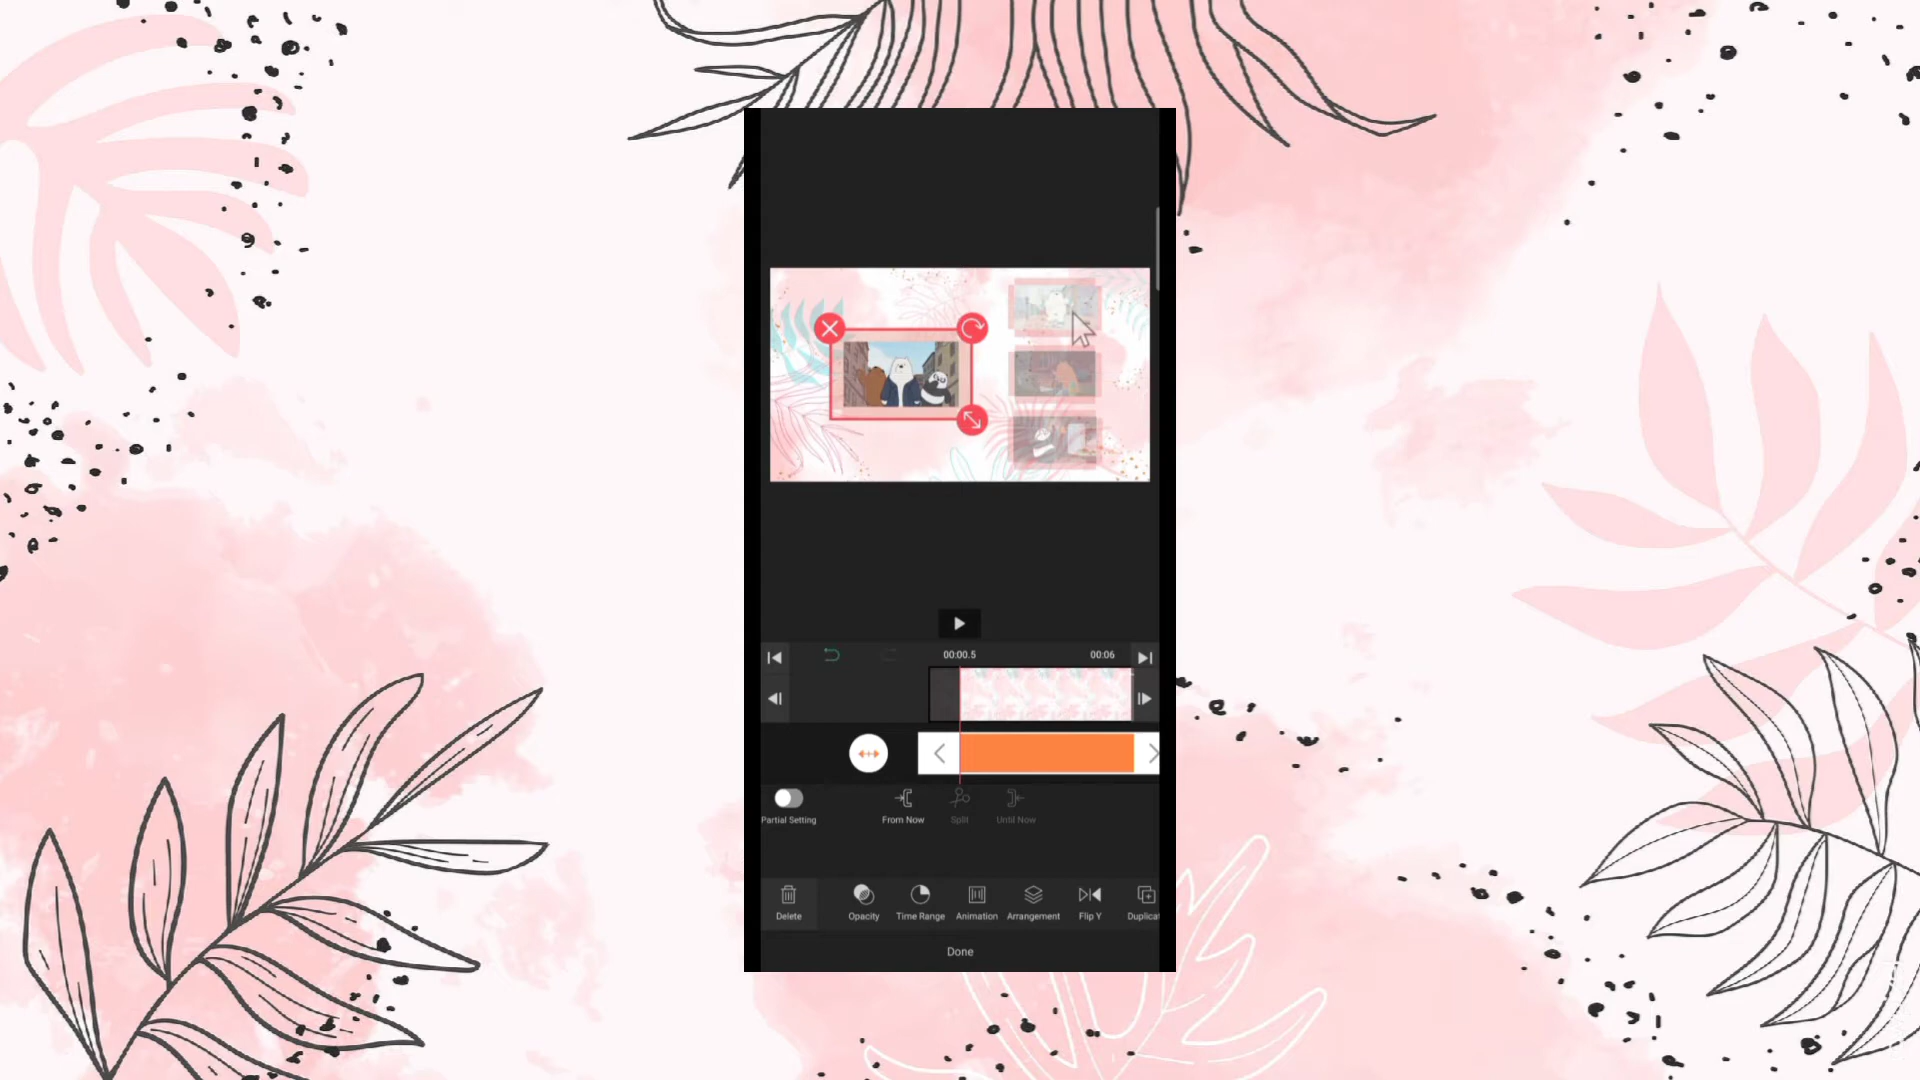 00:00.5 00:06
Partial Setting From Now Split Until Now
Delete Opacity Time Range Animation Arrangement Flip Y Duplicat
Done